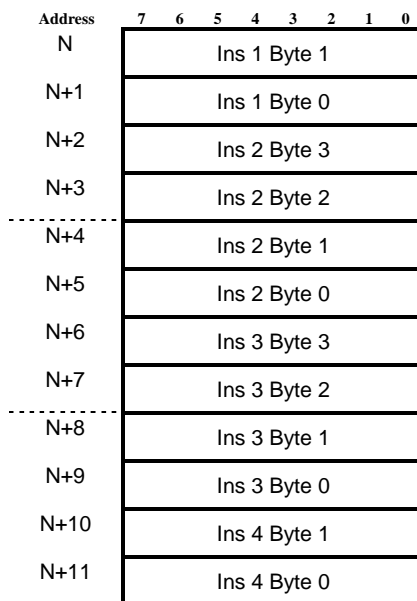 Address 7 6 5 4 3 2 1 0
N Ins 1 Byte 1
N+1 Ins 1 Byte 0
N+2 Ins 2 Byte 3
N+3 Ins 2 Byte 2
N+4 Ins 2 Byte 1
N+5 Ins 2 Byte 0
N+6 Ins 3 Byte 3
N+7 Ins 3 Byte 2
N+8 Ins 3 Byte 1
N+9 Ins 3 Byte 0
N+10 Ins 4 Byte 1
N+11 Ins 4 Byte 0